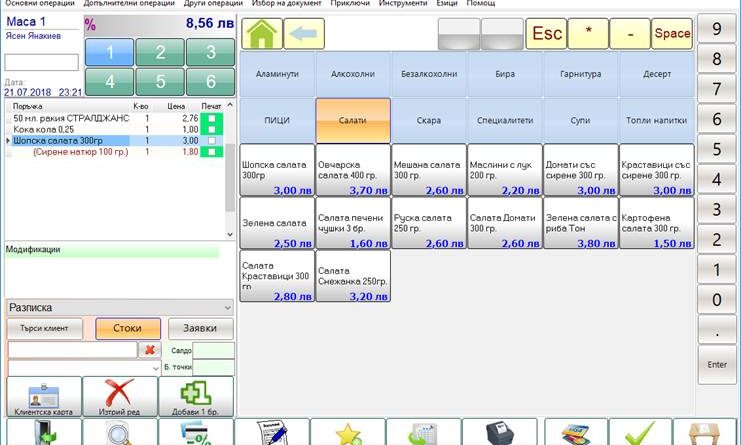 Основни операции Допълнителни операции Други операции Избор на документ Приключи Инструменти Езици Помощ
Маса 1
% 8,56 лв
Ясен Янакиев
1 2 3
4 5 6
Дата:
21.07.2018 23:21
Поръчка К-во Цена Печат
50 мл. ракия СТРАЛДЖАНС 1 2,76
Кока кола 0,25 1 1,00
Шопска салата 300гр 1 3,00
(Сирене натюр 100 гр.) 1 1,80
Модификации
Разписка
Търси клиент Стоки Заявки
Салдо
Б. точки
Клиентска карта Изтрий ред Добави 1 бр.
Esc * - Space
Аламинути Алкохолни Безалкохолни Бира Гарнитура Десерт
ПИЦИ Салати Скара Специалитети Супи Топли напитки
Шопска салата 300гр 3,00 лв
Овчарска салата 400 гр. 3,70 лв
Мешана салата 300 гр. 2,60 лв
Маслини с лук 200 гр. 2,20 лв
Домати със сирене 300 гр. 3,00 лв
Краставици със сирене 300 гр. 3,00 лв
Зелена салата 2,50 лв
Салата печени чушки 3 бр. 1,60 лв
Руска салата 250 гр. 2,60 лв
Салата Домати 300 гр. 2,60 лв
Зелена салата с риба Тон 3,80 лв
Картофена салата 300 гр. 1,50 лв
Салата Краставици 300 гр 2,80 лв
Салата Снежанка 250гр. 3,20 лв
9
8
7
6
5
4
3
2
1
0
.
Enter